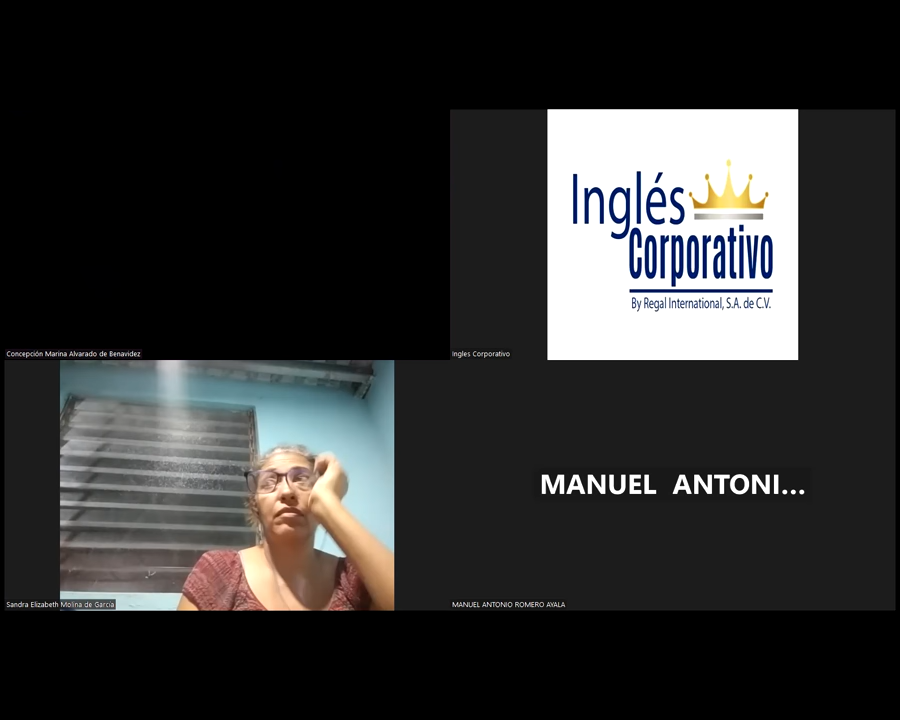 Inglés
Corporativo
By Regal International, S.A. de C.V.
Concepción Marina Alvarado de Benavidez
Ingles Corporativo
MANUEL ANTONI...
Sandra Elizabeth Molina de García
MANUEL ANTONIO ROMERO AYALA